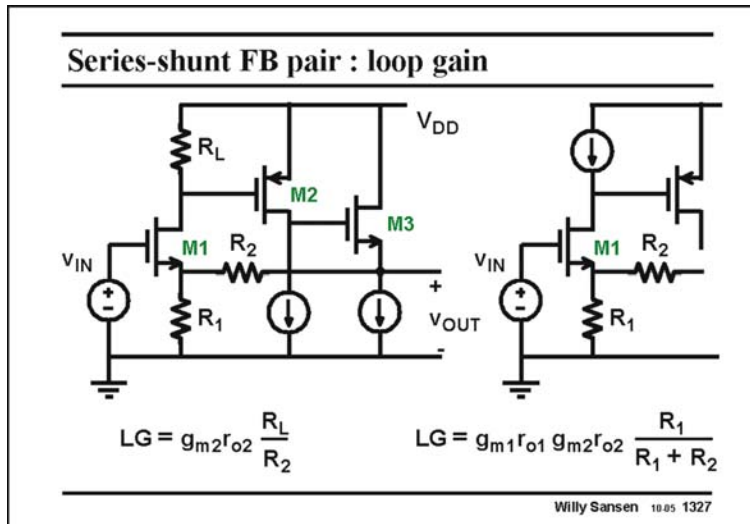 Series-shunt FB pair : loop gain
V_DD
R_L
M2
M3
M1
R_2
v_IN
+
-
R_1
+
v_OUT
-
M1
R_2
v_IN
+
-
R_1
LG = g_m2 r_o2 R_L / R_2
LG = g_m1 r_o1 g_m2 r_o2 R_1 / (R_1 + R_2)
Willy Sansen 10-05 1327